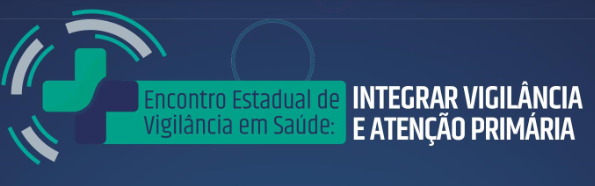 Encontro Estadual de
Vigilância em Saúde:
INTEGRAR VIGILÂNCIA
E ATENÇÃO PRIMÁRIA